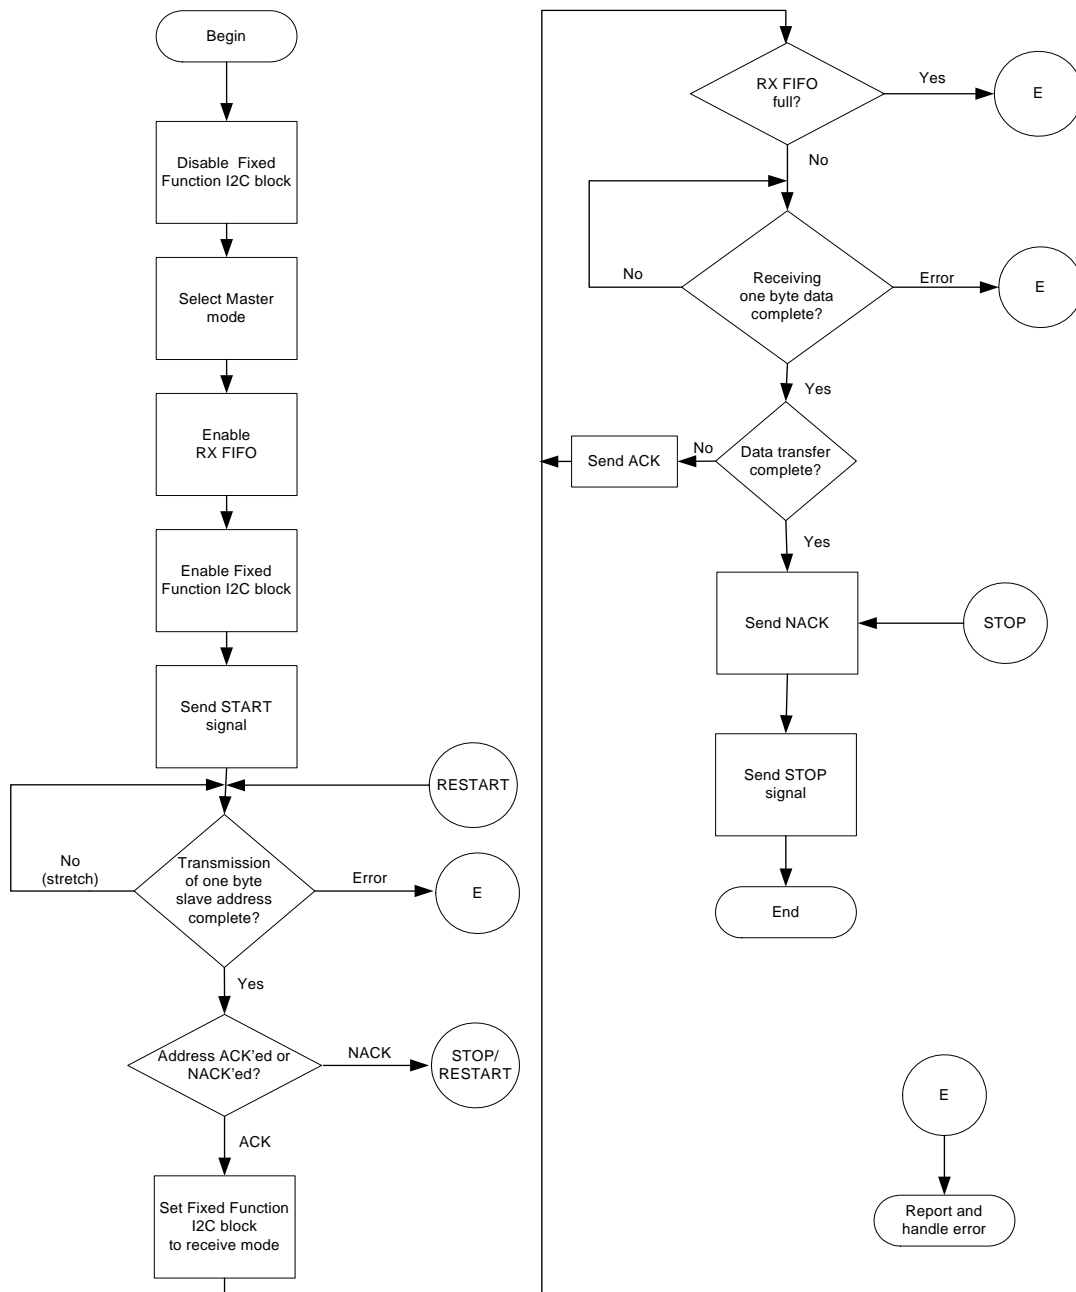 Begin
Disable Fixed
Function I2C block
Select Master
mode
Enable
RX FIFO
Enable Fixed
Function I2C block
Send START
signal
RESTART
No
(stretch)
Transmission
of one byte
slave address
complete?
Error
E
Yes
Address ACK'ed or
NACK'ed?
NACK
STOP/
RESTART
ACK
Set Fixed Function
I2C block
to receive mode
RX FIFO
full?
Yes
E
No
No
Receiving
one byte data
complete?
Error
E
Yes
Send ACK
No
Data transfer
complete?
Yes
Send NACK
STOP
Send STOP
signal
End
E
Report and
handle error